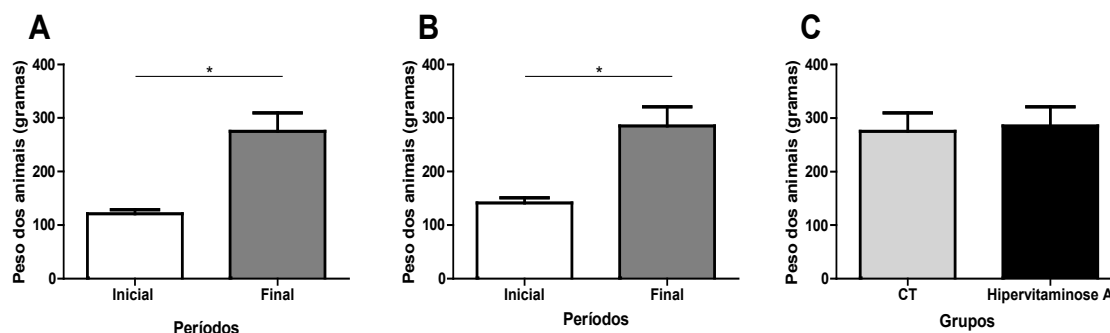 A
Peso dos animais (gramas)
400
300
200
100
0
*
Inicial Final
Períodos
B
Peso dos animais (gramas)
400
300
200
100
0
*
Inicial Final
Períodos
C
Peso dos animais (gramas)
400
300
200
100
0
CT Hipervitaminose A
Grupos